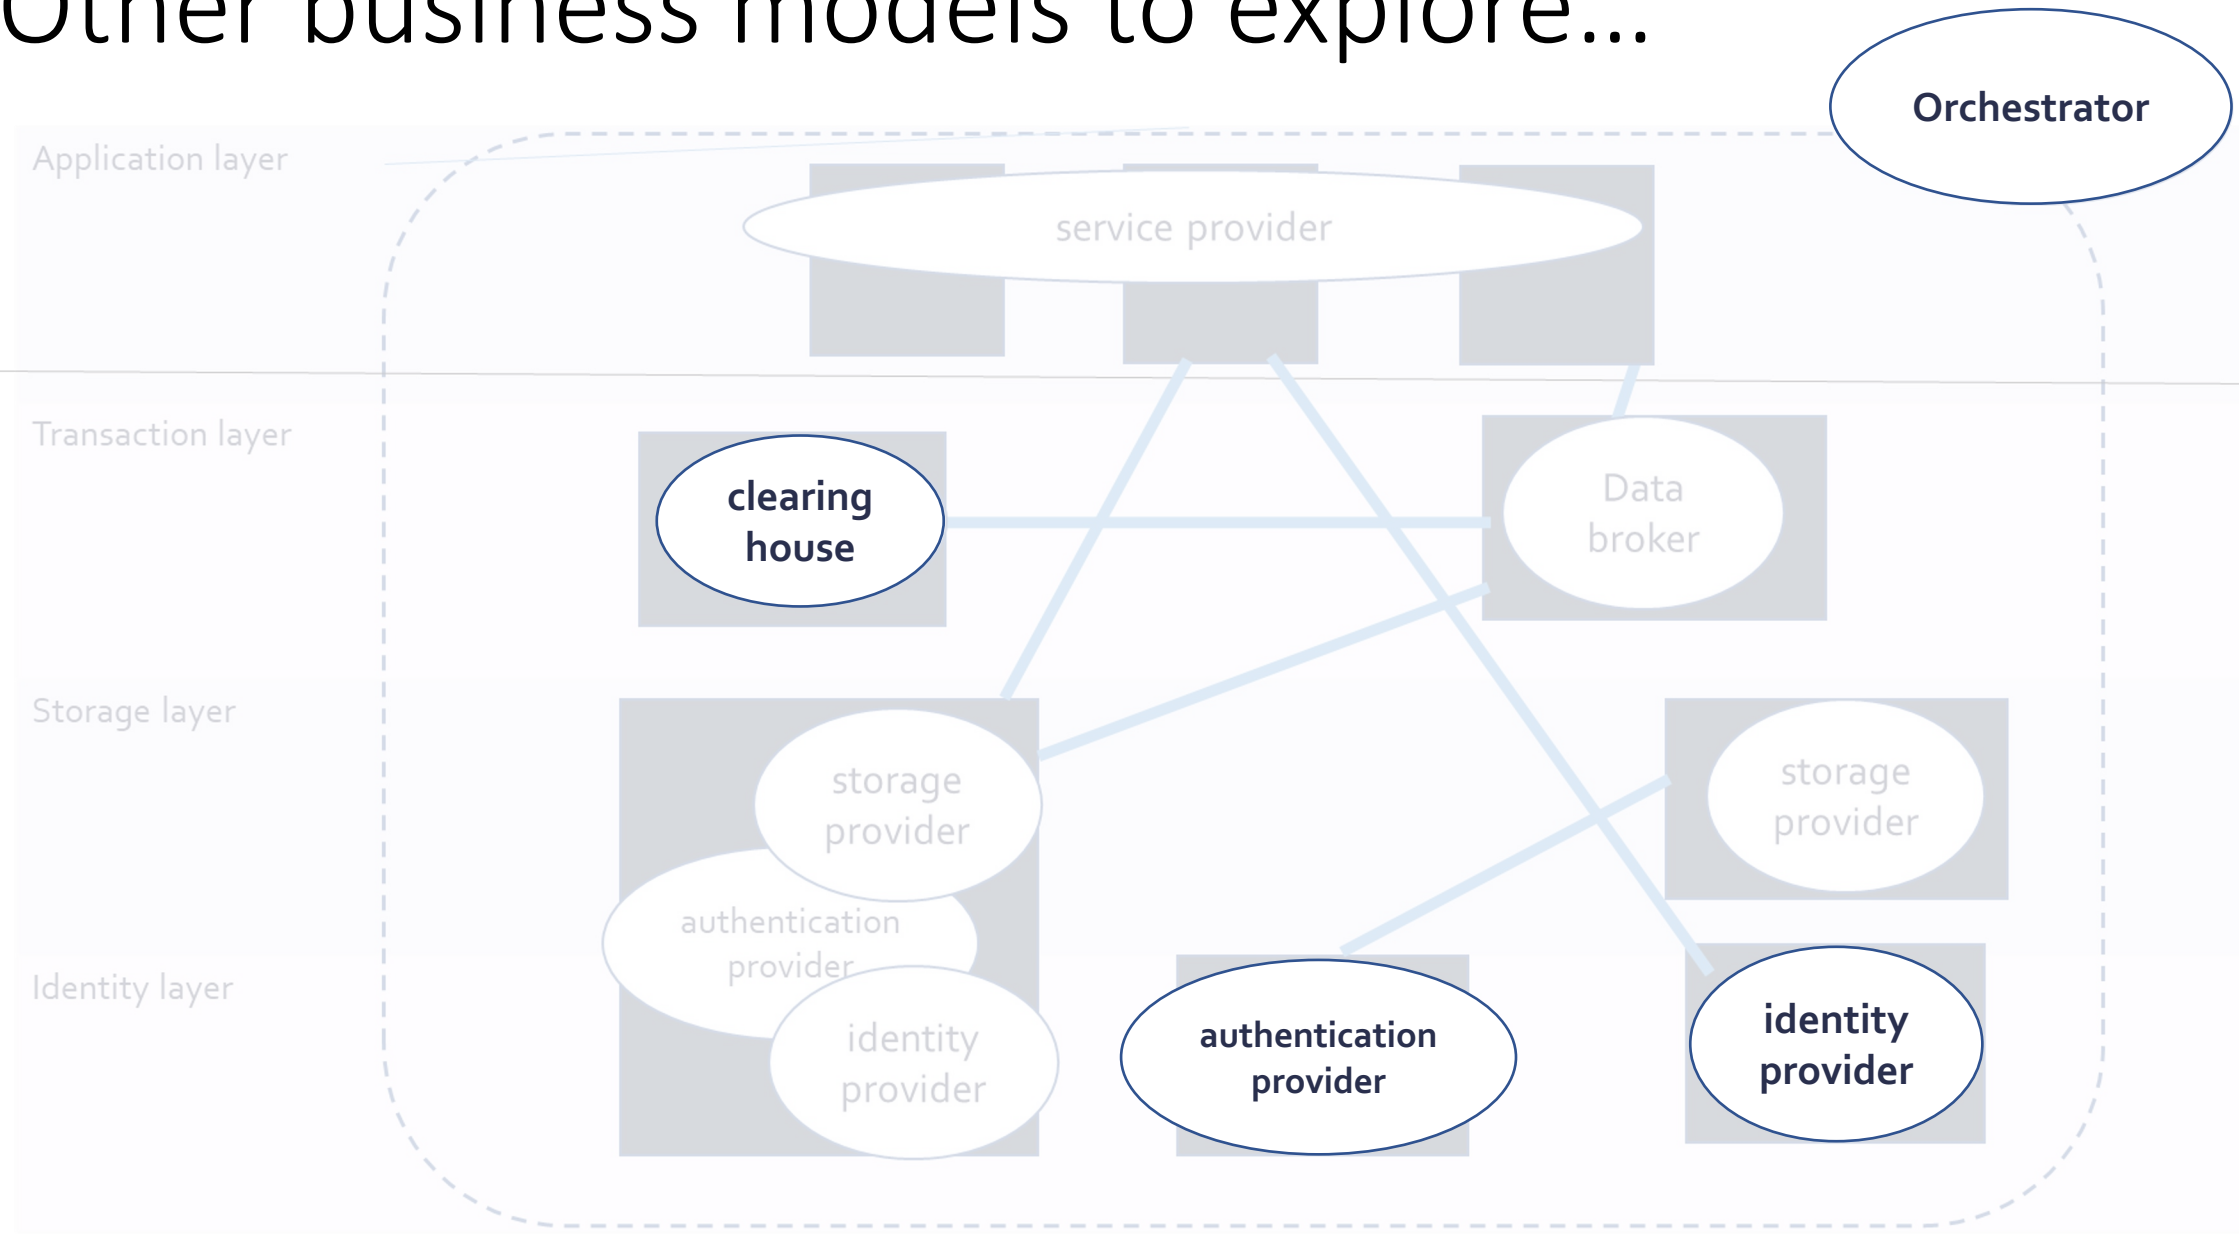 Other business models to explore...
Orchestrator
Application layer
service provider
Transaction layer
clearing
house
Data
broker
Storage layer
storage
provider
storage
provider
authentication
provider
Identity layer
identity
provider
authentication
provider
identity
provider